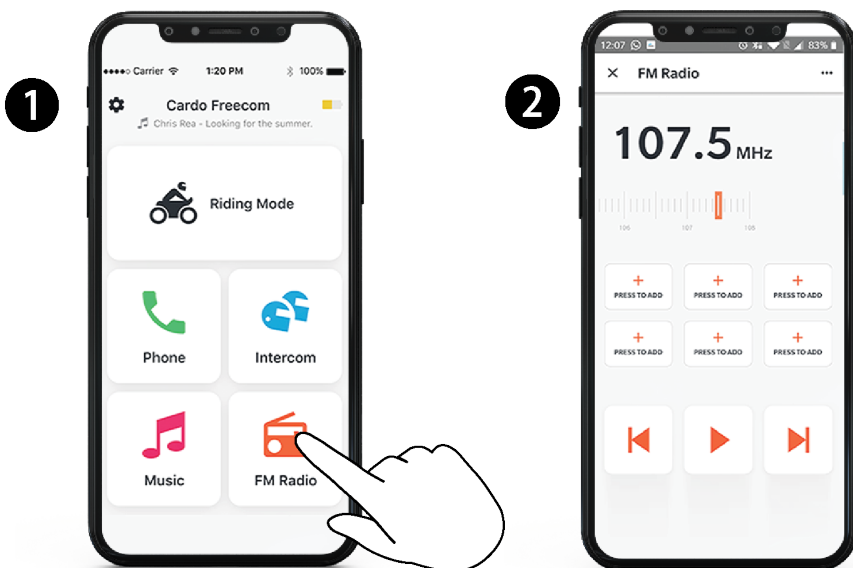 1
Carrier 1:20 PM 100%
Cardo Freecom
Chris Rea - Looking for the summer.
Riding Mode
Phone Intercom
Music FM Radio
2
12:07 83%
FM Radio
107.5 MHz
106 107 108
PRESS TO ADD PRESS TO ADD PRESS TO ADD
PRESS TO ADD PRESS TO ADD PRESS TO ADD